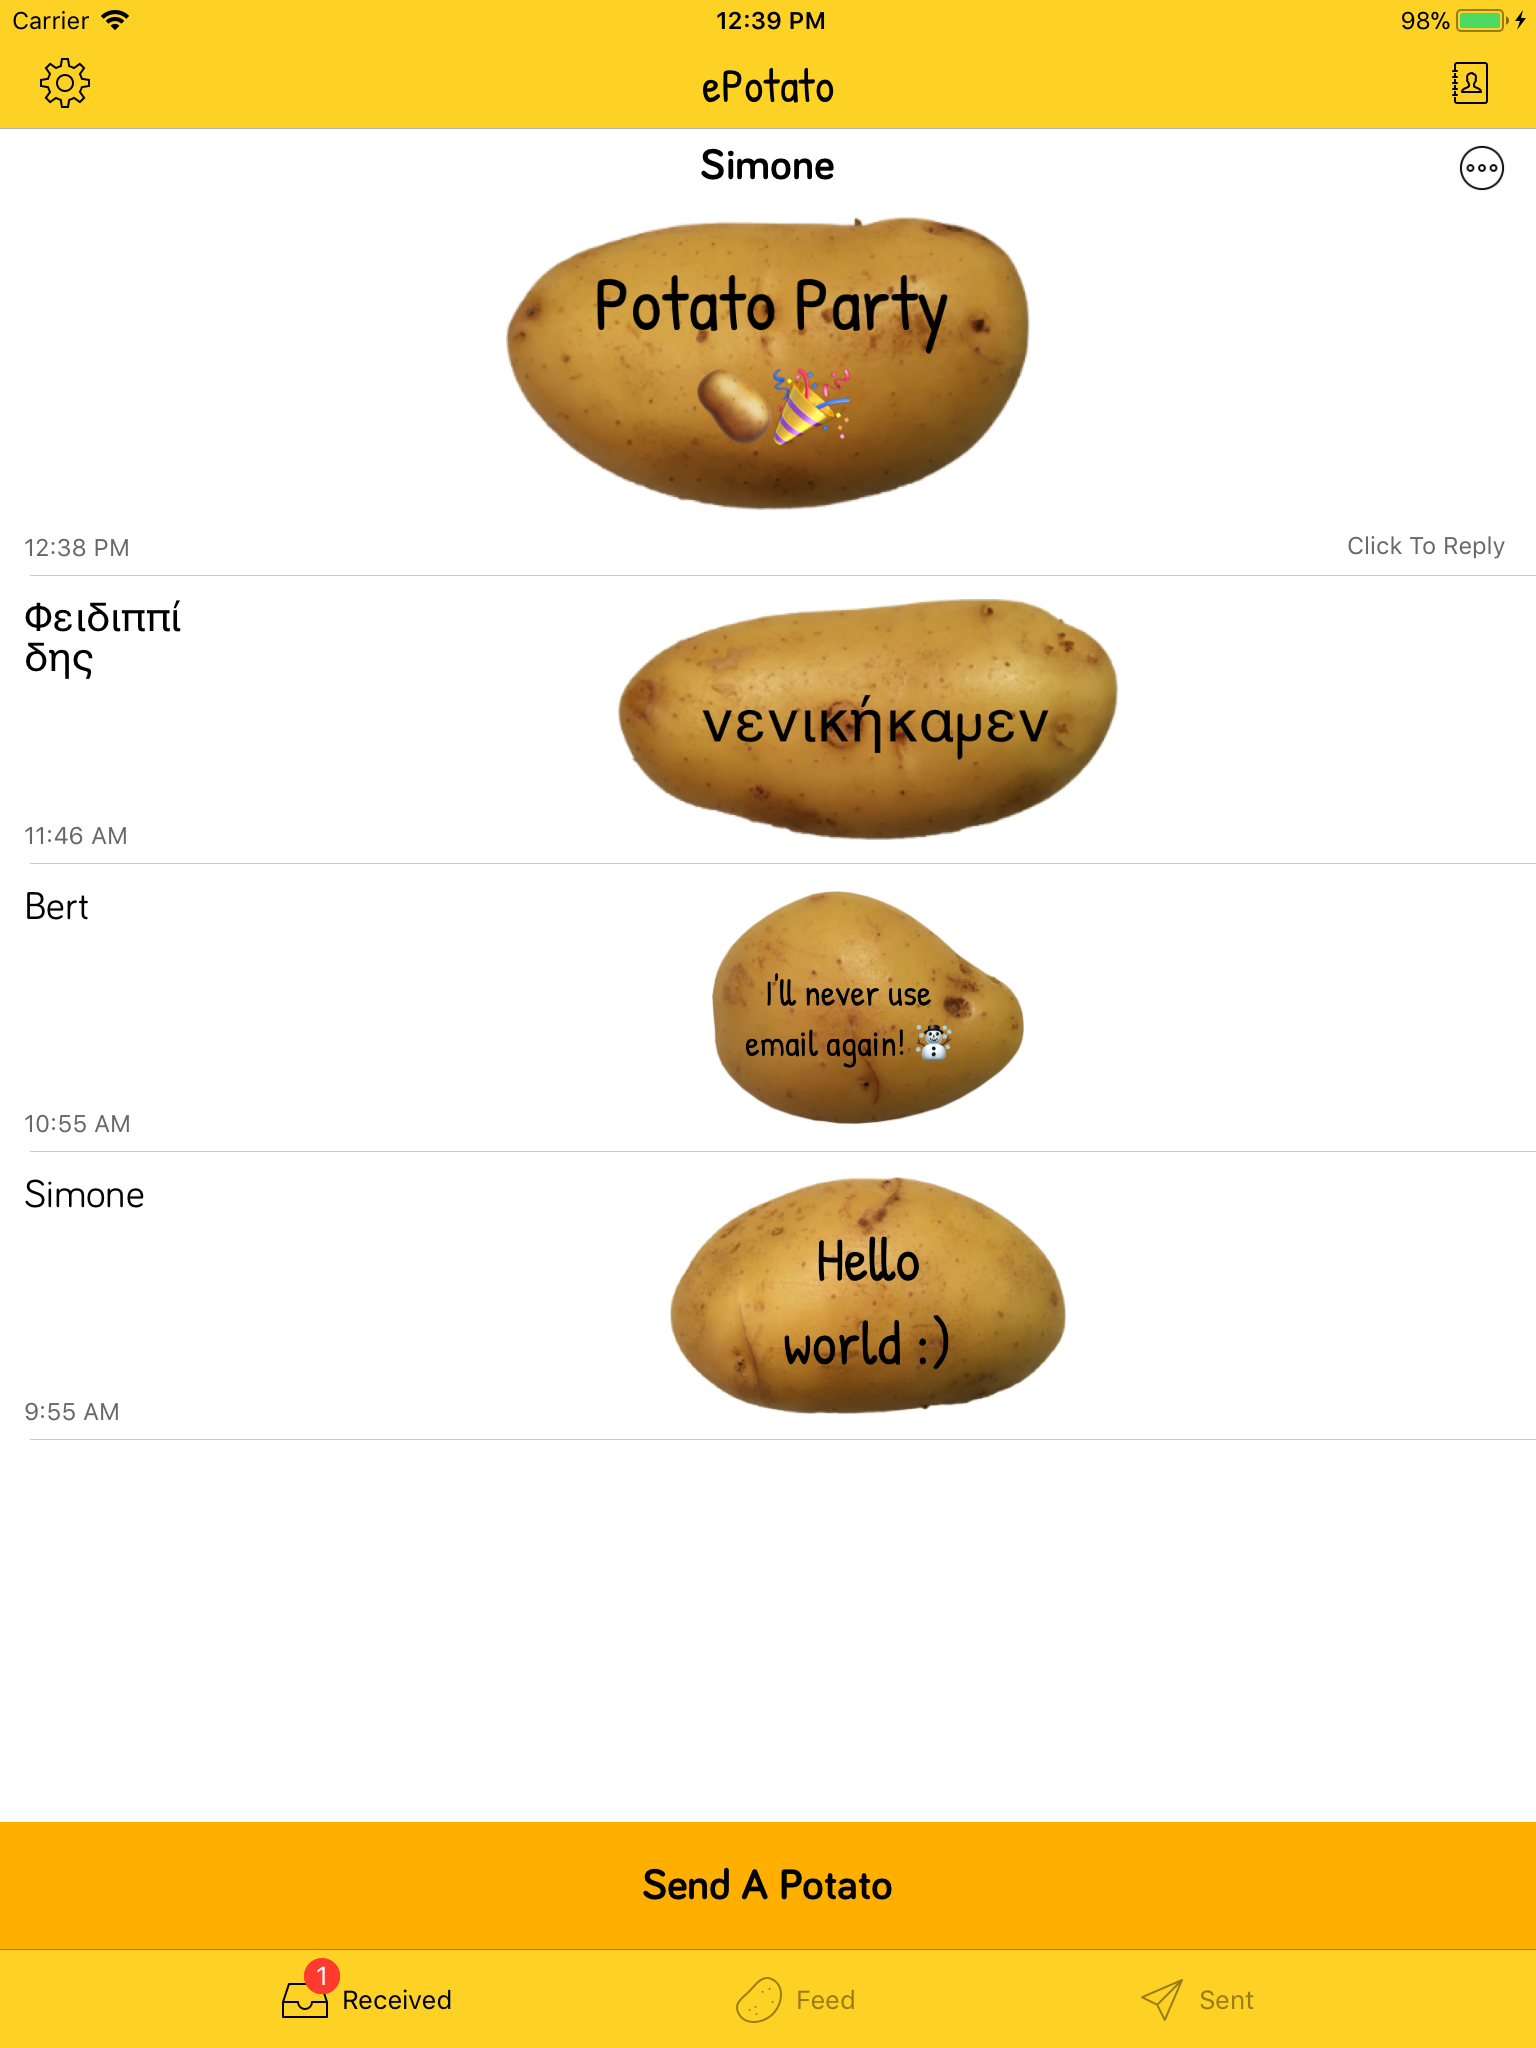 Carrier 12:39 PM 98%
ePotato
Simone
Potato Party
🥔🎉
12:38 PM Click To Reply
Φειδιππί
δης
νενικήκαμεν
11:46 AM
Bert
I'll never use
email again! ☃️
10:55 AM
Simone
Hello
world :)
9:55 AM
Send A Potato
1
Received Feed Sent